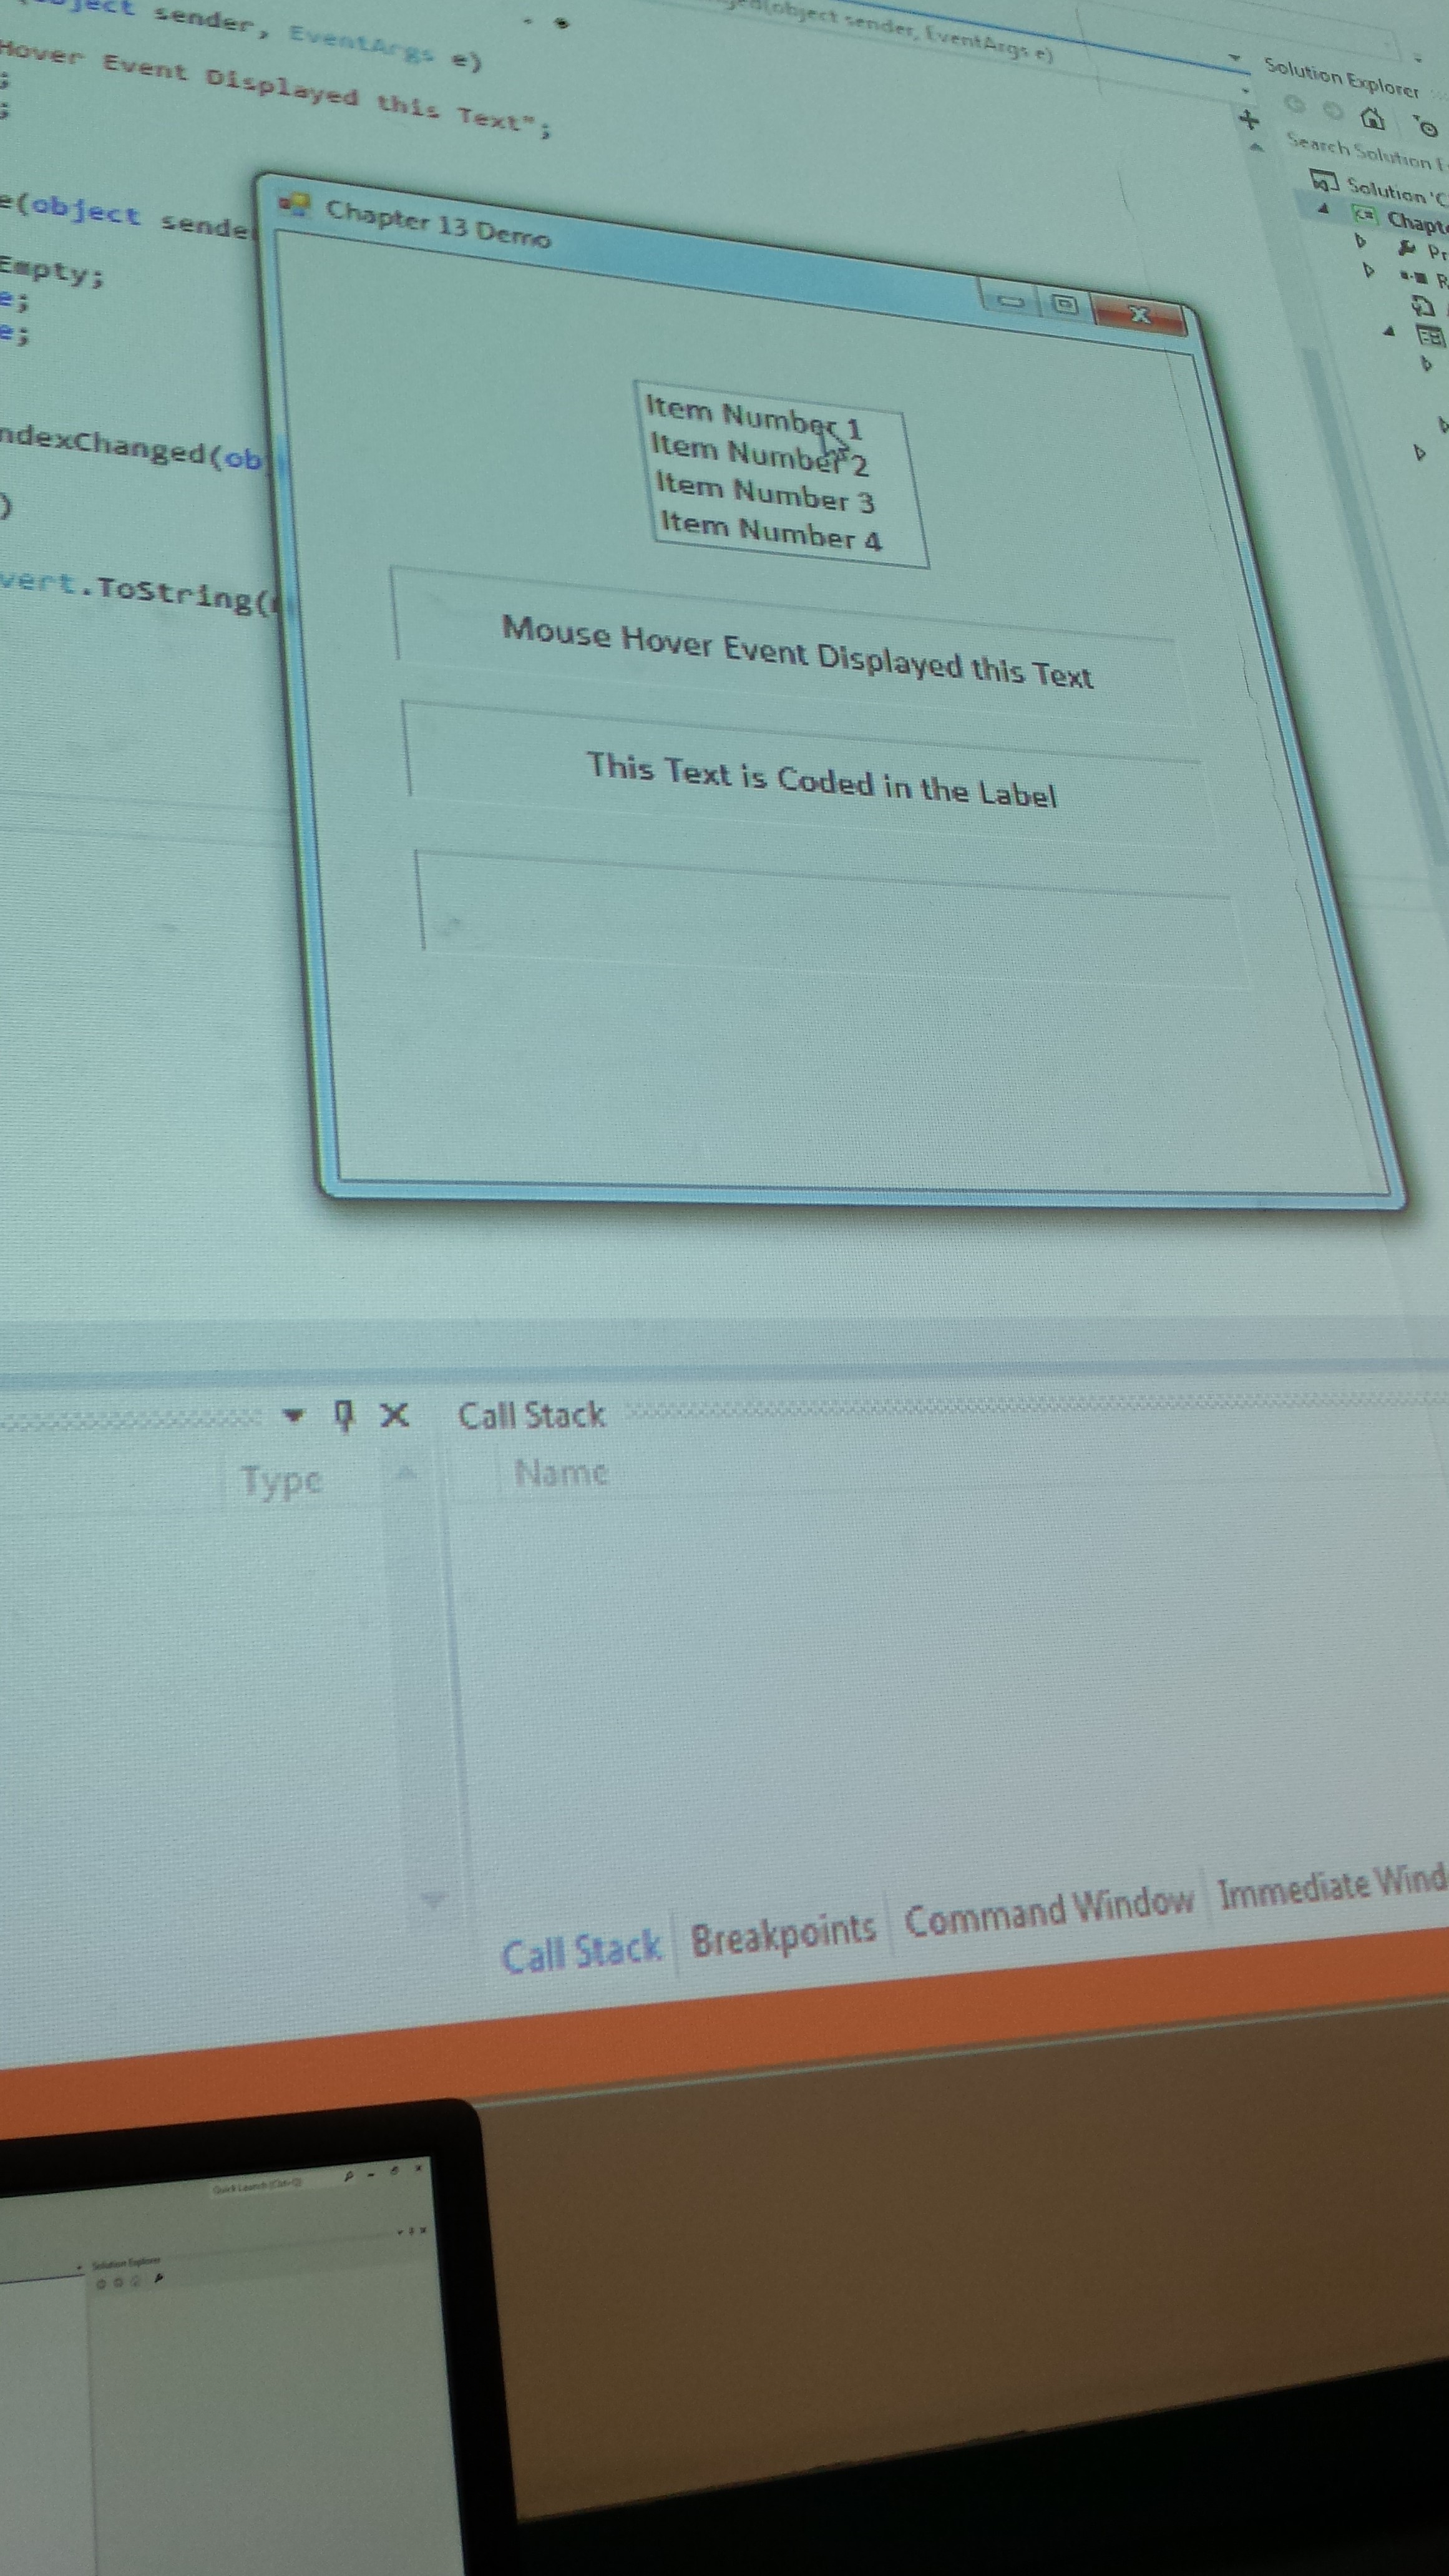 object sender, EventArgs e)
Hover Event Displayed this Text";
;
;
e(object sende
Empty;
e;
e;
ndexChanged(ob
)
vert.ToString(
(object sender, EventArgs e)
Solution Explorer
Search Solution E
Solution 'C
Chapte
Pr
R
Chapter 13 Demo
Item Number 1
Item Number 2
Item Number 3
Item Number 4
Mouse Hover Event Displayed this Text
This Text is Coded in the Label
Type
Call Stack
Name
Call Stack
Breakpoints
Command Window
Immediate Wind
Quick Launch (Ctrl+Q)
Solution Explorer